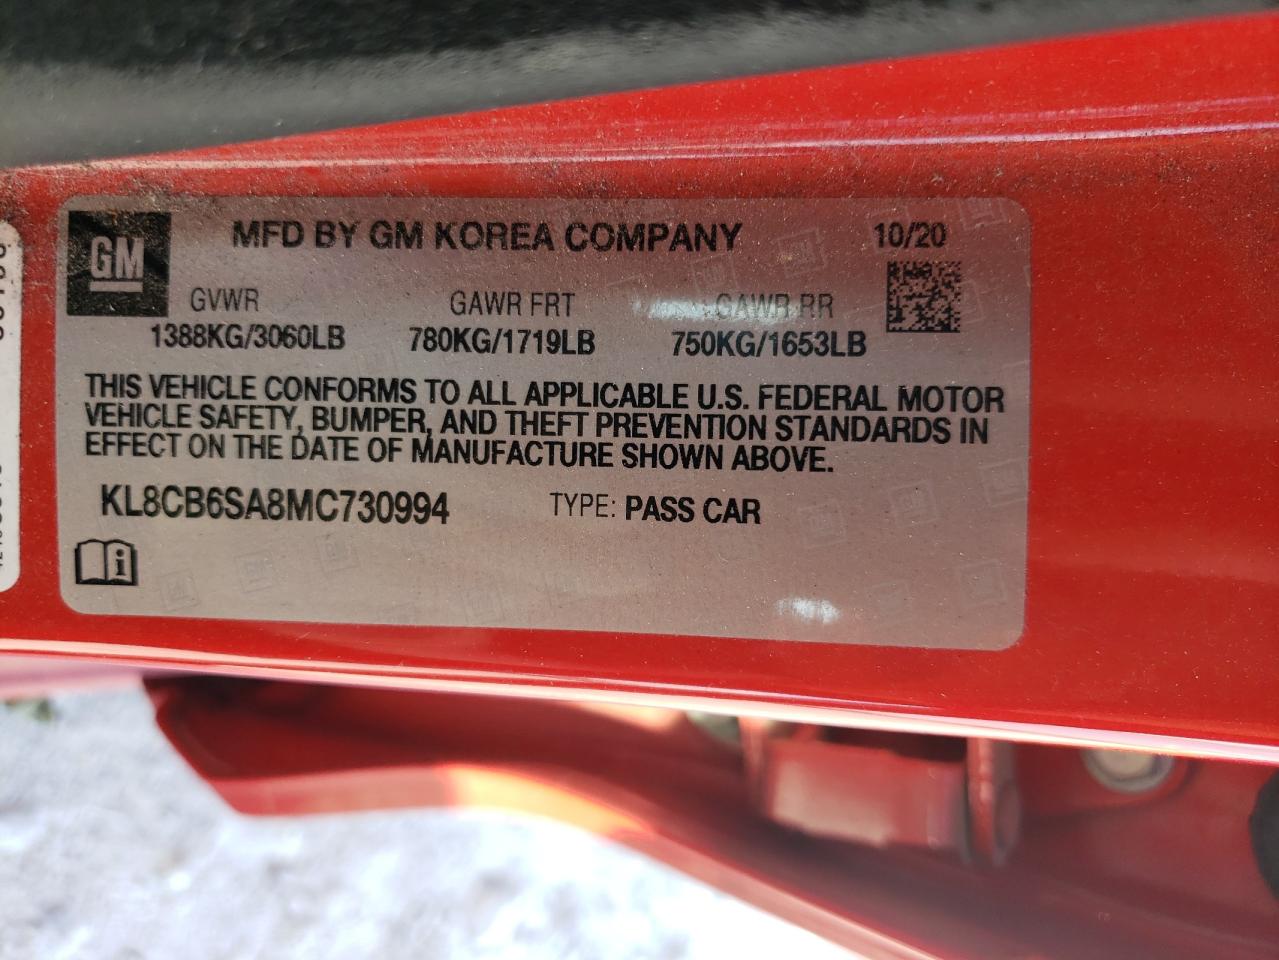 GM
MFD BY GM KOREA COMPANY 10/20
GVWR GAWR FRT GAWR RR
1388KG/3060LB 780KG/1719LB 750KG/1653LB
THIS VEHICLE CONFORMS TO ALL APPLICABLE U.S. FEDERAL MOTOR
VEHICLE SAFETY, BUMPER, AND THEFT PREVENTION STANDARDS IN
EFFECT ON THE DATE OF MANUFACTURE SHOWN ABOVE.
KL8CB6SA8MC730994 TYPE: PASS CAR